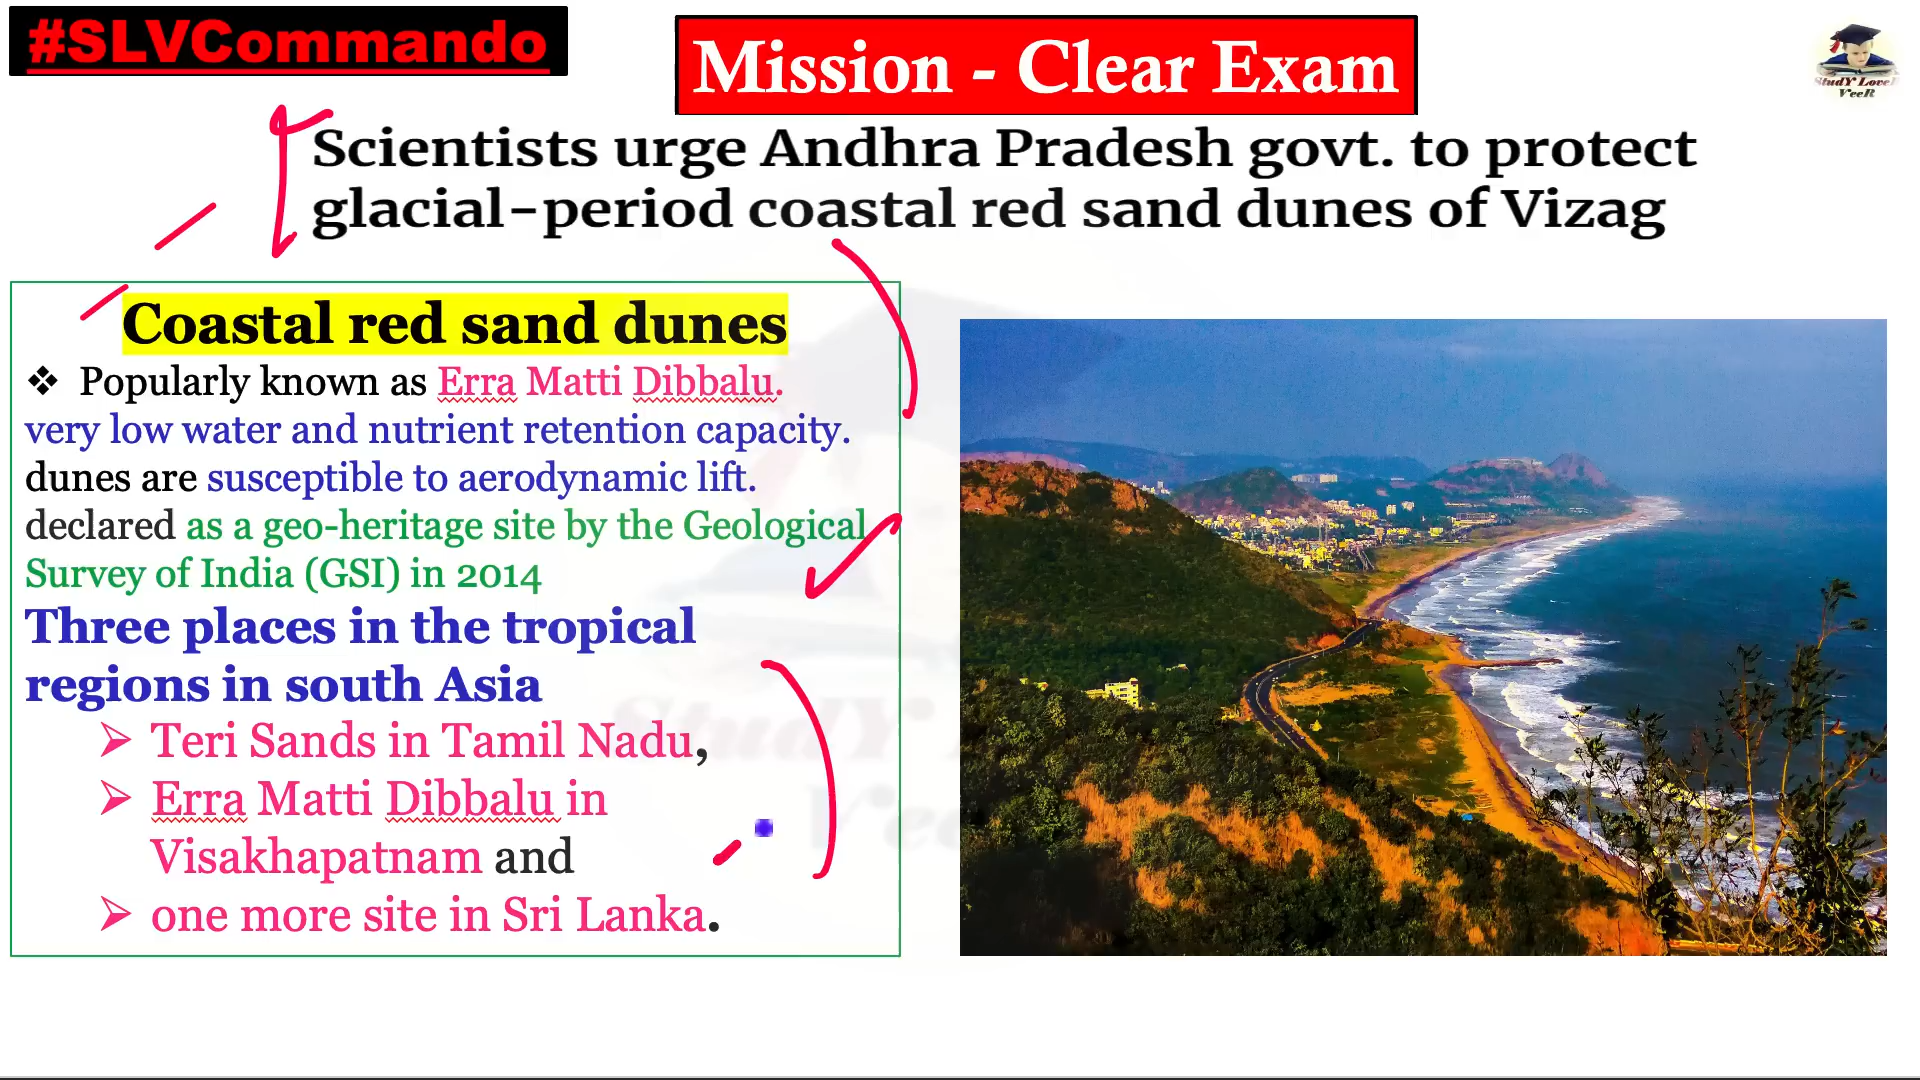 #SLVCommando
Mission - Clear Exam
StudY LoveR
VeeR
Scientists urge Andhra Pradesh govt. to protect
glacial-period coastal red sand dunes of Vizag
Coastal red sand dunes
❖ Popularly known as Erra Matti Dibbalu.
very low water and nutrient retention capacity.
dunes are susceptible to aerodynamic lift.
declared as a geo-heritage site by the Geological
Survey of India (GSI) in 2014
Three places in the tropical
regions in south Asia
➢ Teri Sands in Tamil Nadu,
➢ Erra Matti Dibbalu in
Visakhapatnam and
➢ one more site in Sri Lanka.